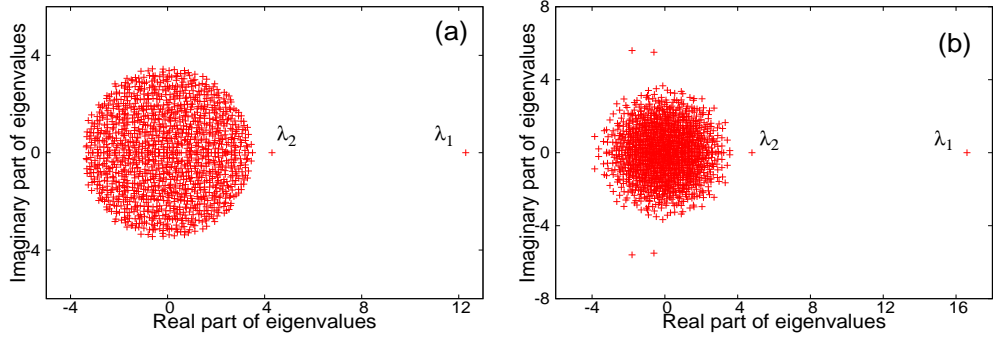 (a)
Imaginary part of eigenvalues
4
0
-4
λ2
λ1
-4
0
4
8
12
Real part of eigenvalues
(b)
Imaginary part of eigenvalues
8
4
0
-4
-8
λ2
λ1
-4
0
4
8
12
16
Real part of eigenvalues